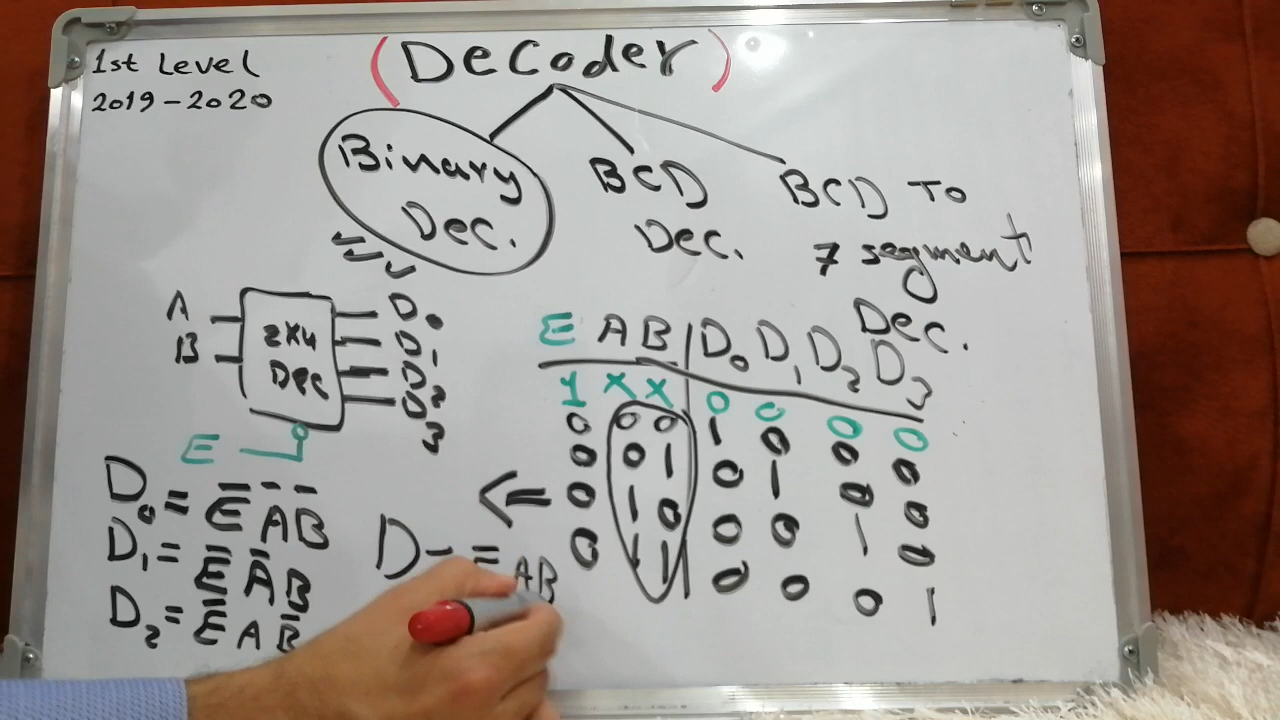 1st Level
2019-2020
(Decoder)
Binary
Dec.
BCD
Dec.
BCD To
7 segment
Dec.
A
B
2x4
Dec
D0
D1
D2
D3
E
E A B | D0 D1 D2 D3
1 X X | 0 0 0 0
0 0 0 | 1 0 0 0
0 0 1 | 0 1 0 0
0 1 0 | 0 0 1 0
0 1 1 | 0 0 0 1
D0 = E̅ A̅ B̅
D1 = E̅ A̅ B
D2 = E̅ A B̅
D = AB